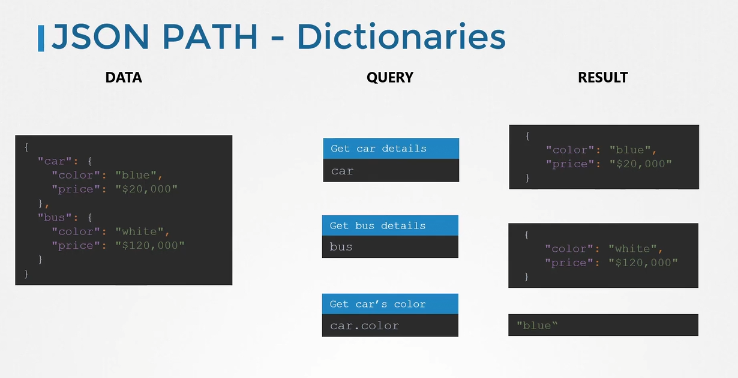 JSON PATH - Dictionaries
DATA
QUERY
RESULT
{
"car": {
"color": "blue",
"price": "$20,000"
},
"bus": {
"color": "white",
"price": "$120,000"
}
}
Get car details
car
Get bus details
bus
Get car's color
car.color
{
"color": "blue",
"price": "$20,000"
}
{
"color": "white",
"price": "$120,000"
}
"blue"